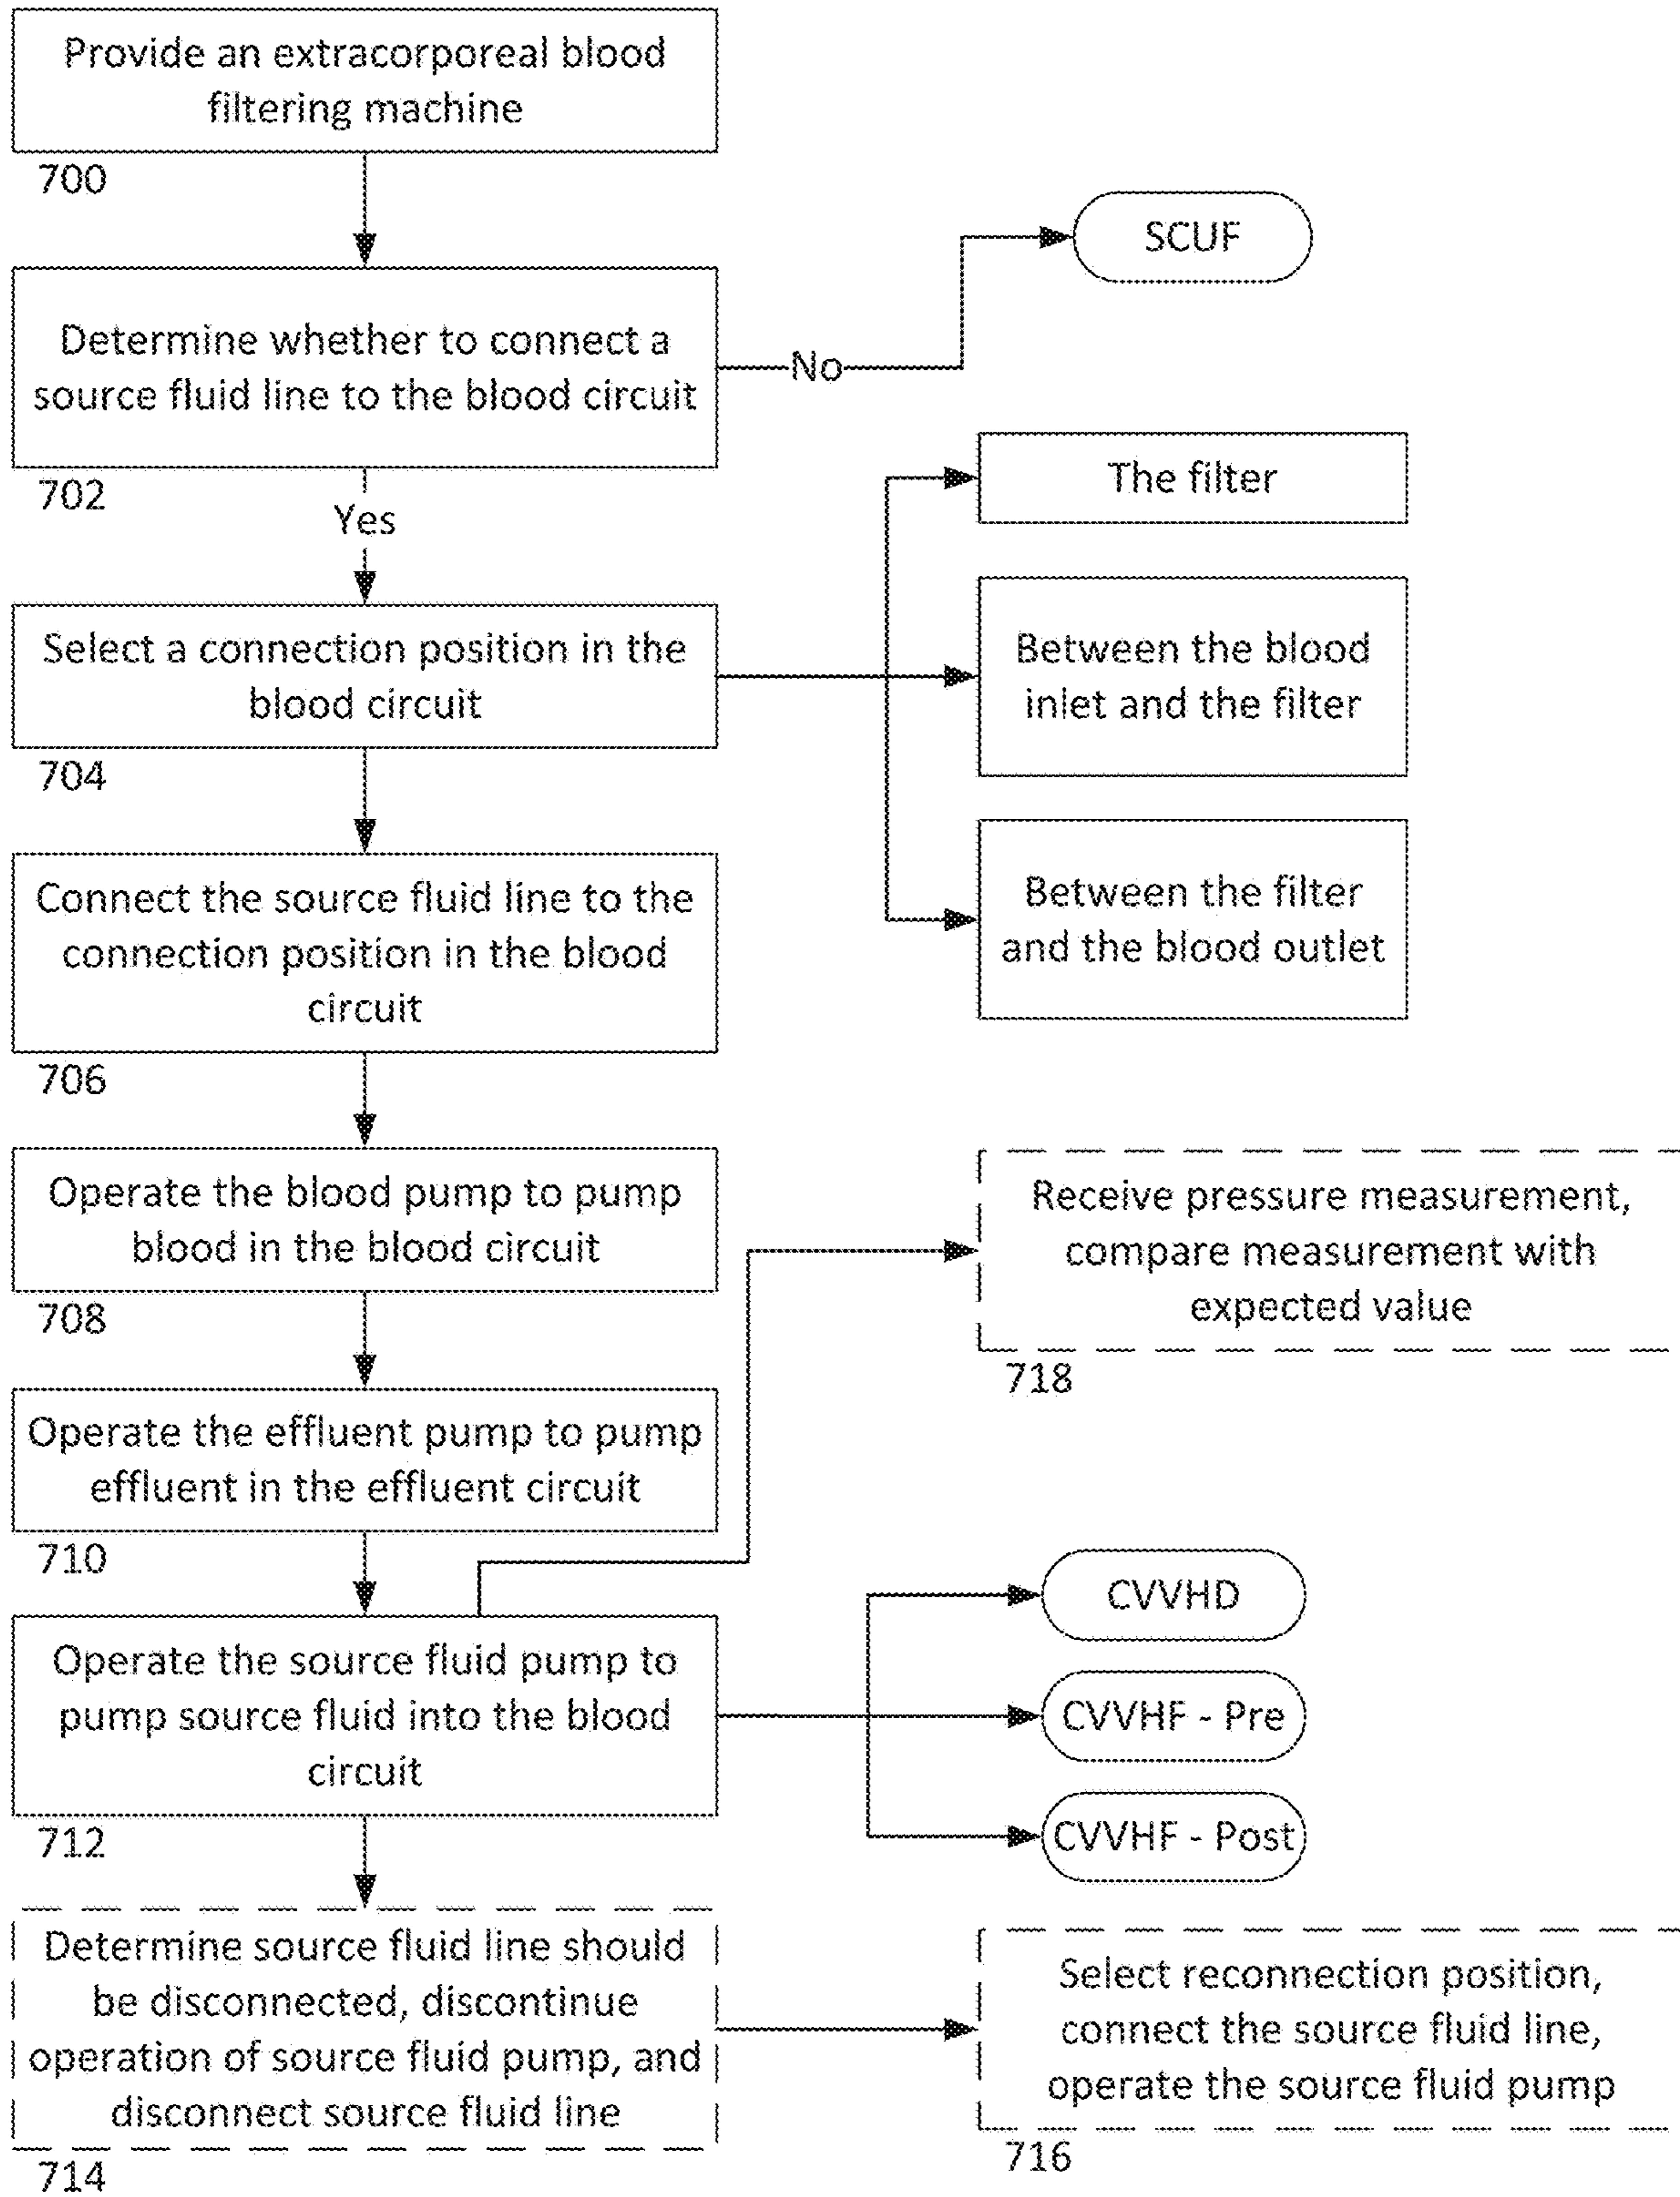 Provide an extracorporeal blood
filtering machine
700
SCUF
Determine whether to connect a
source fluid line to the blood circuit
No
702
Yes
The filter
Select a connection position in the
blood circuit
704
Between the blood
inlet and the filter
Between the filter
and the blood outlet
Connect the source fluid line to the
connection position in the blood
circuit
706
Operate the blood pump to pump
blood in the blood circuit
708
Receive pressure measurement,
compare measurement with
expected value
718
Operate the effluent pump to pump
effluent in the effluent circuit
710
Operate the source fluid pump to
pump source fluid into the blood
circuit
712
CVVHD
CVVHF - Pre
CVVHF - Post
Determine source fluid line should
be disconnected, discontinue
operation of source fluid pump, and
disconnect source fluid line
714
Select reconnection position,
connect the source fluid line,
operate the source fluid pump
716